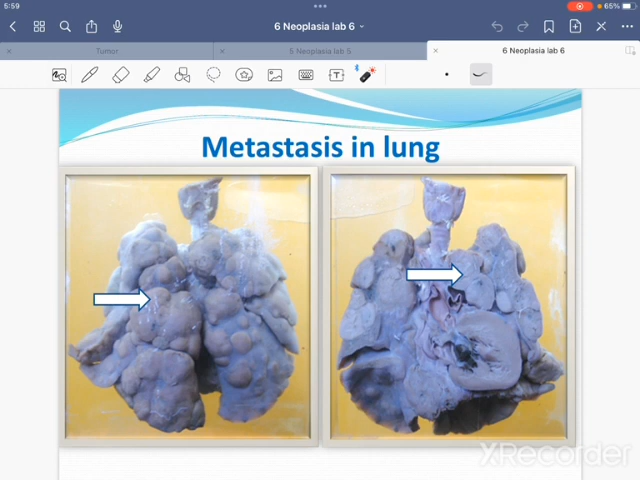 5:59
65%
6 Neoplasia lab 6
Tumor
5 Neoplasia lab 5
6 Neoplasia lab 6
T
Metastasis in lung
XRecorder